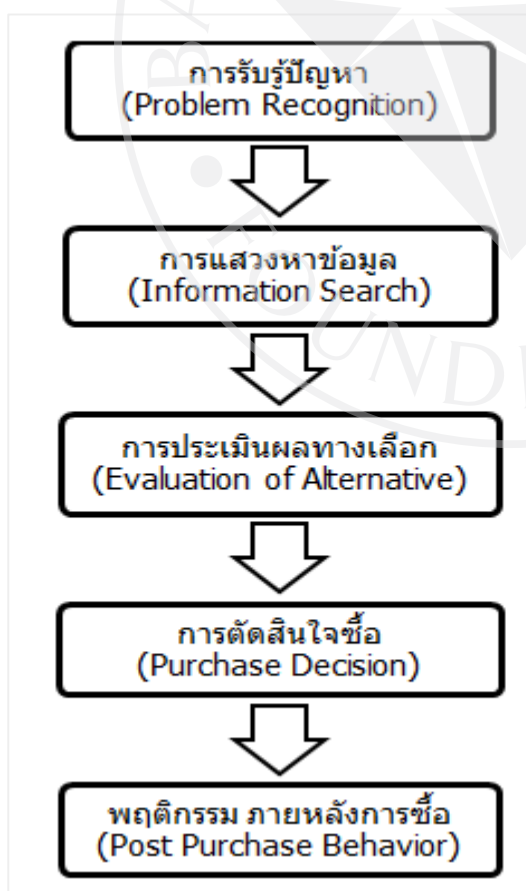 การรับรู้ปัญหา
(Problem Recognition)
การแสวงหาข้อมูล
(Information Search)
การประเมินผลทางเลือก
(Evaluation of Alternative)
การตัดสินใจซื้อ
(Purchase Decision)
พฤติกรรม ภายหลังการซื้อ
(Post Purchase Behavior)